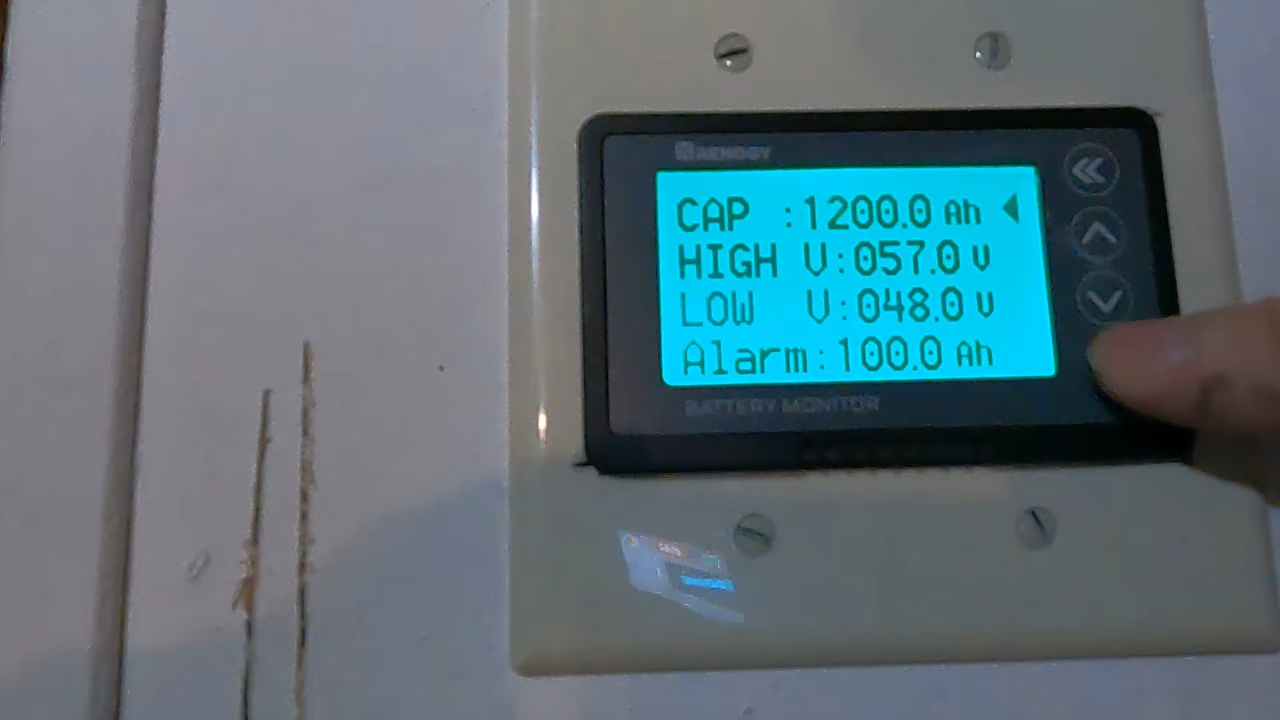 RENOGY
CAP :1200.0 Ah ◀
HIGH V:057.0 V
LOW V:048.0 V
Alarm:100.0 Ah
BATTERY MONITOR